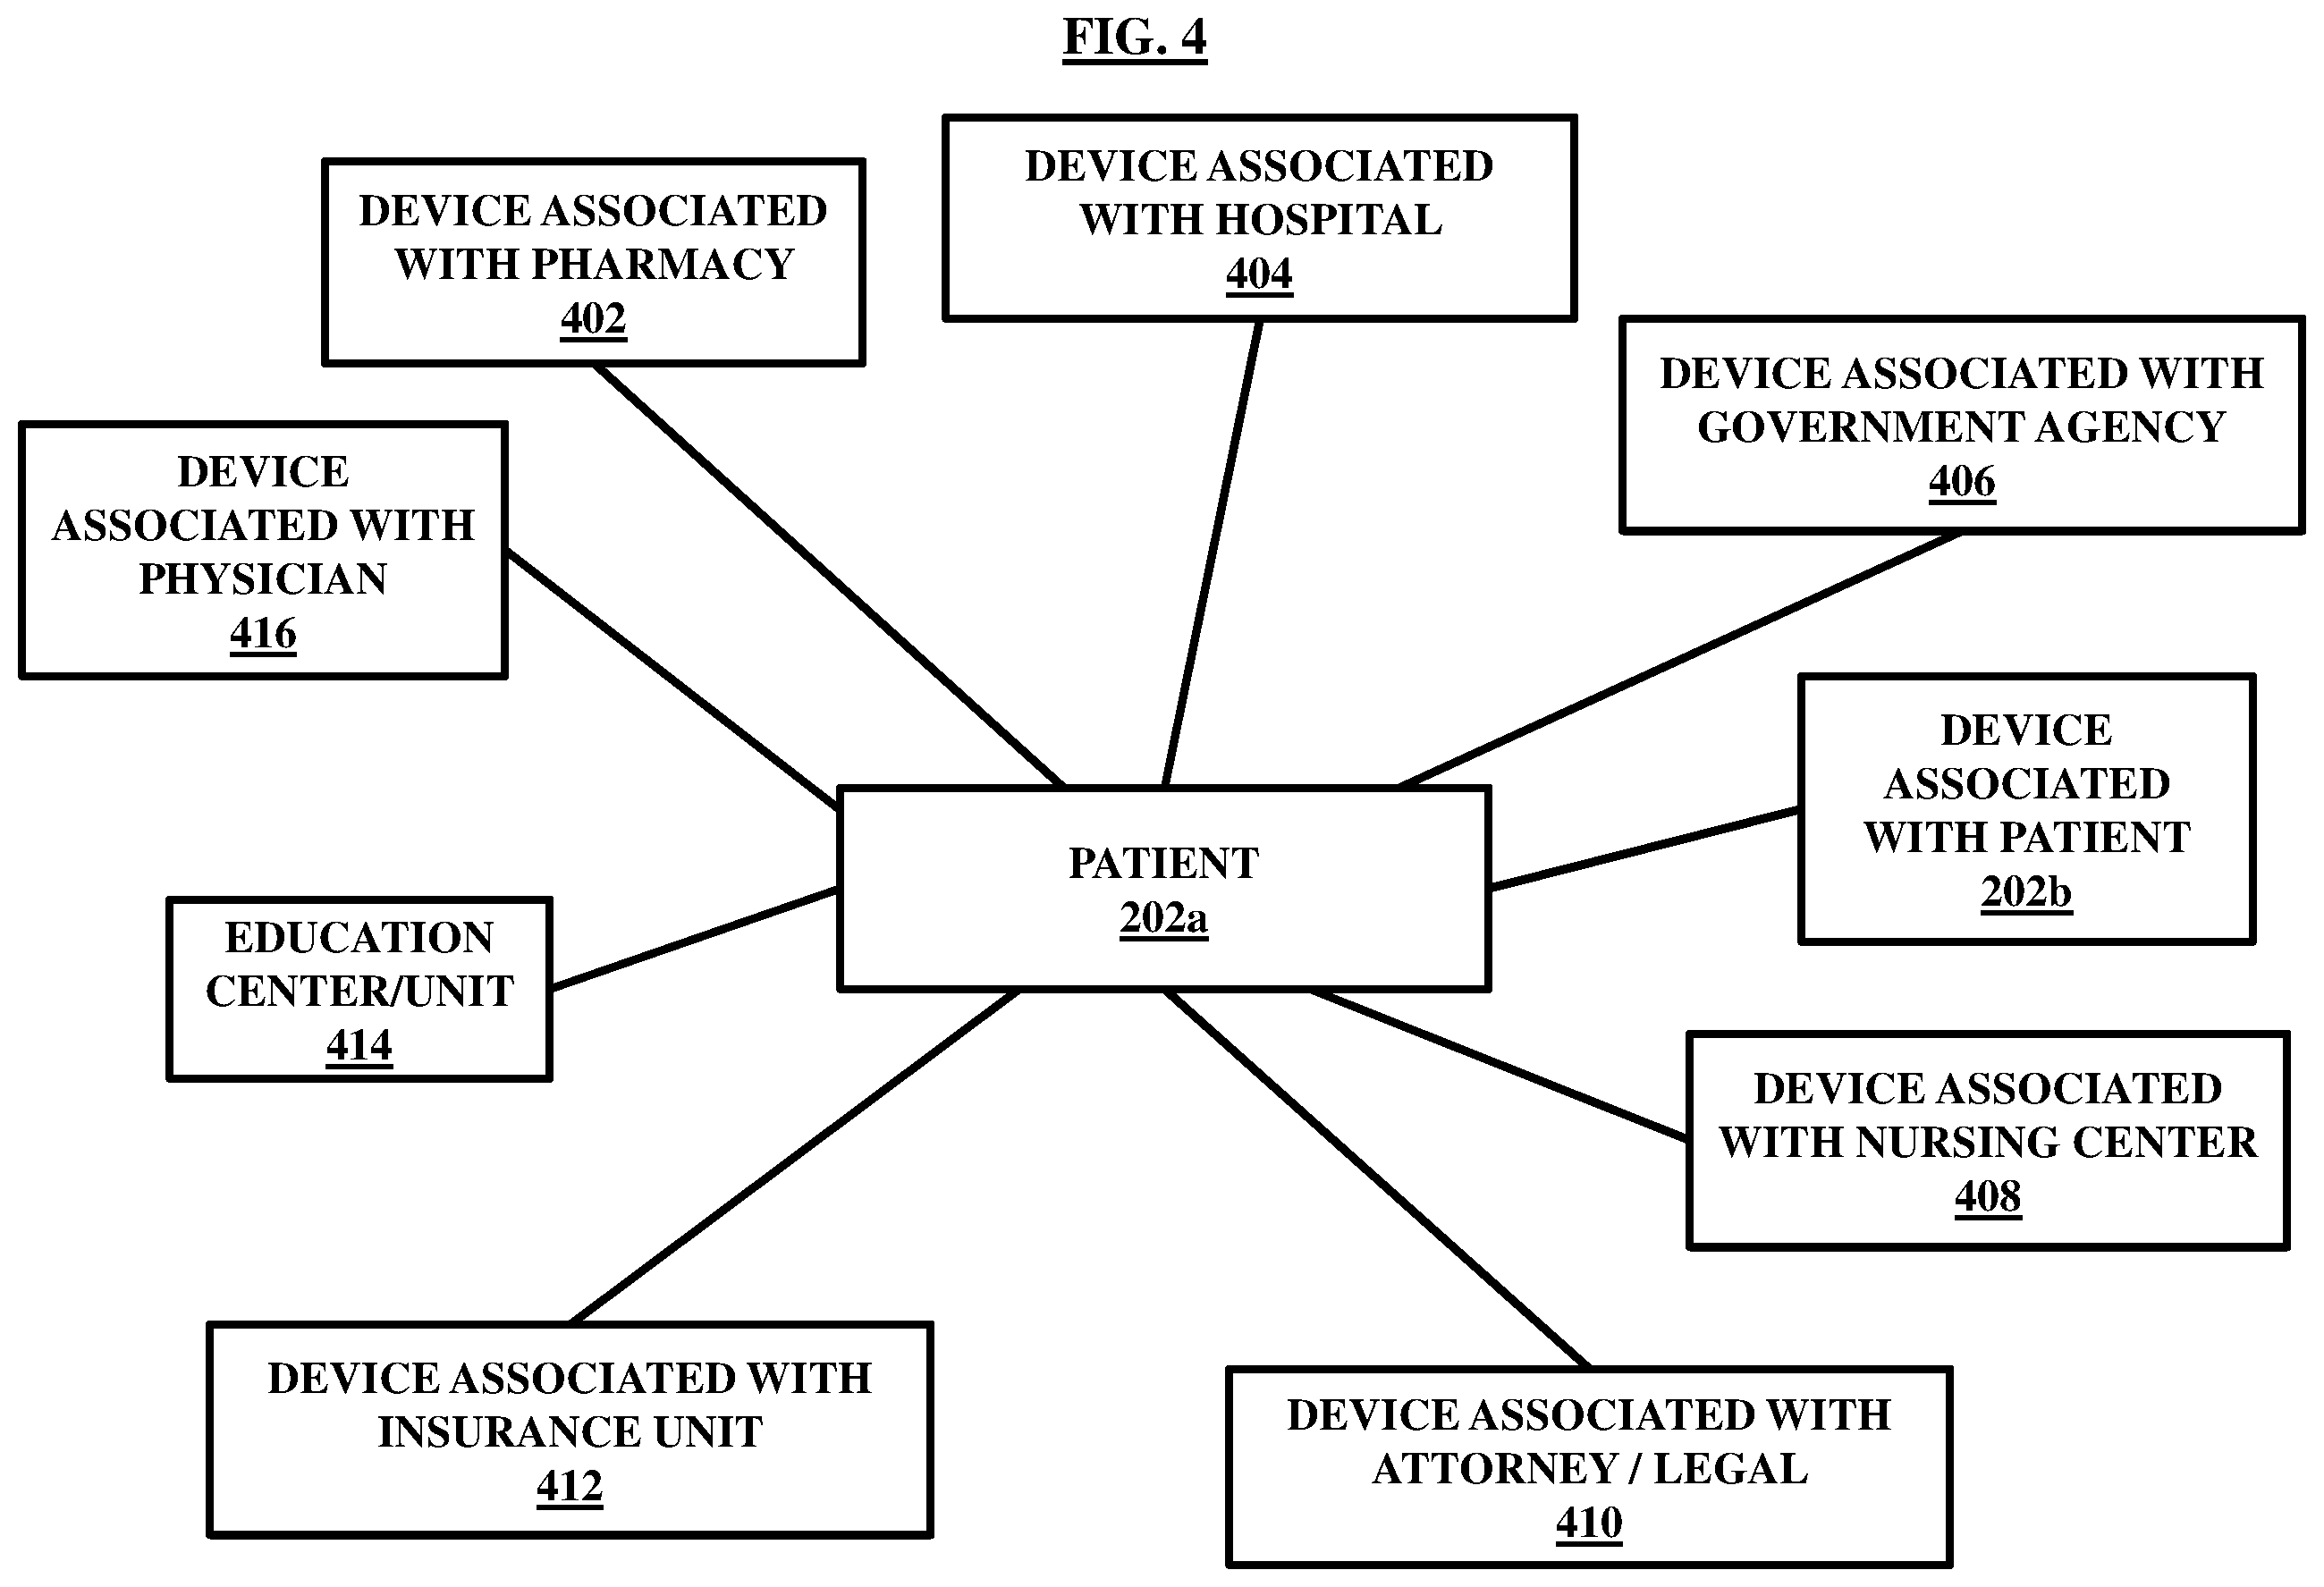 FIG. 4
DEVICE ASSOCIATED
WITH PHARMACY
402
DEVICE ASSOCIATED
WITH HOSPITAL
404
DEVICE ASSOCIATED WITH
GOVERNMENT AGENCY
406
DEVICE
ASSOCIATED WITH
PHYSICIAN
416
DEVICE
ASSOCIATED
WITH PATIENT
202b
PATIENT
202a
EDUCATION
CENTER/UNIT
414
DEVICE ASSOCIATED
WITH NURSING CENTER
408
DEVICE ASSOCIATED WITH
INSURANCE UNIT
412
DEVICE ASSOCIATED WITH
ATTORNEY / LEGAL
410